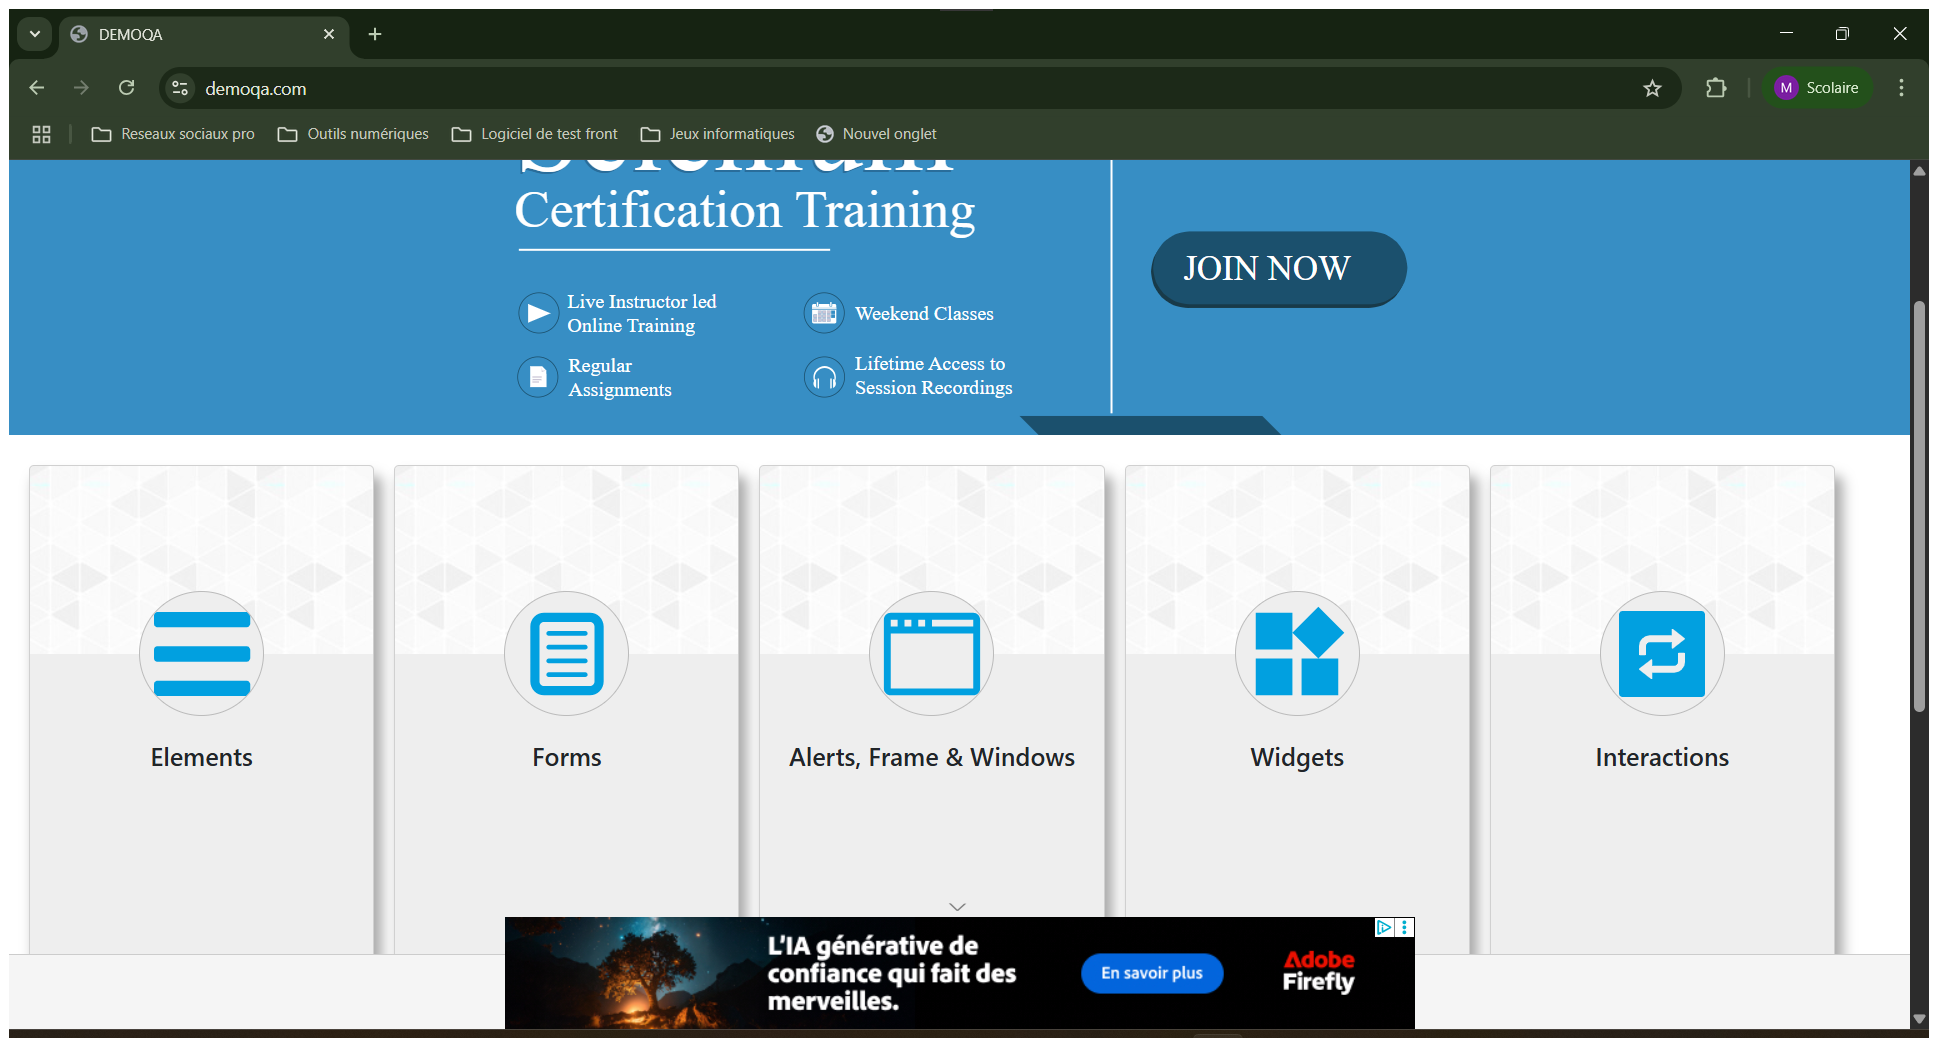 DEMOQA
demoqa.com
M Scolaire
Reseaux sociaux pro Outils numériques Logiciel de test front Jeux informatiques Nouvel onglet
Selenium
Certification Training
JOIN NOW
Live Instructor led
Online Training
Weekend Classes
Regular
Assignments
Lifetime Access to
Session Recordings
Elements
Forms
Alerts, Frame & Windows
Widgets
Interactions
L'IA générative de
confiance qui fait des
merveilles.
En savoir plus
Adobe
Firefly